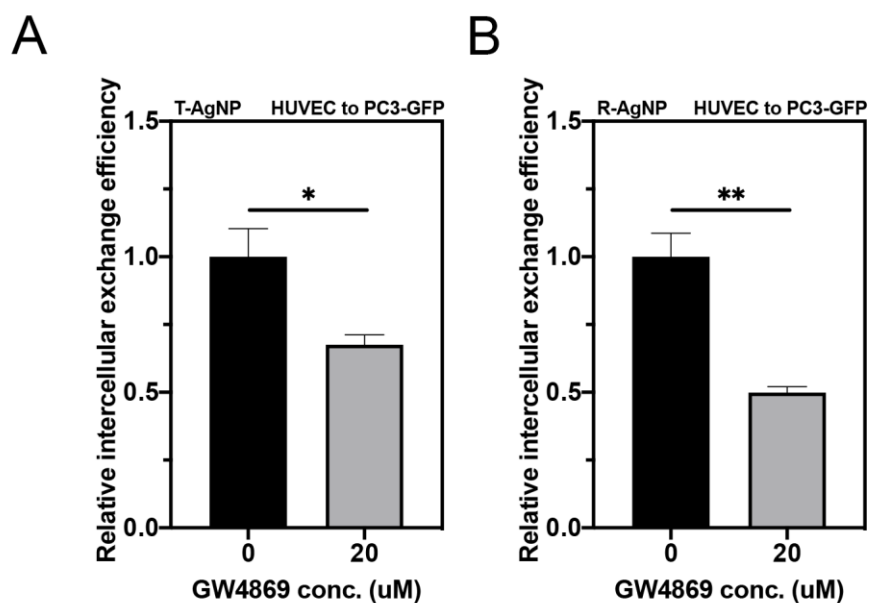 A
Relative intercellular exchange efficiency
T-AgNP HUVEC to PC3-GFP
1.5
1.0
0.5
0.0
*
0 20
GW4869 conc. (uM)
B
Relative intercellular exchange efficiency
R-AgNP HUVEC to PC3-GFP
1.5
1.0
0.5
0.0
**
0 20
GW4869 conc. (uM)